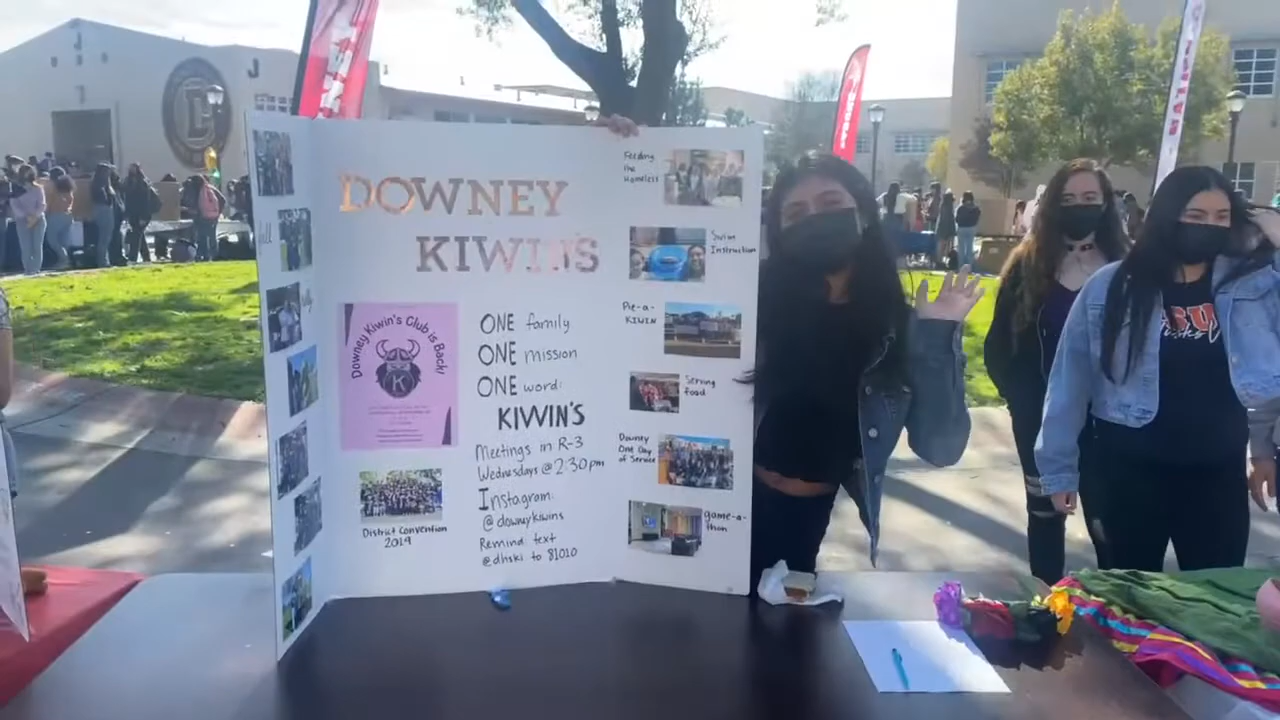 DOWNEY
KIWIN'S
Downey Kiwin's Club is Back!
K
ONE family
ONE mission
ONE word:
KIWIN'S
Meetings in R-3
Wednesdays @ 2:30pm
Instagram:
@downeykiwins
Remind text
@dhski to 81010
District Convention
2019
Feeding
the
Homeless
Swim
Instruction
Pie-a-
KIWIN
Serving
food
Downey
One Day
of Service
game-a-
thon
D